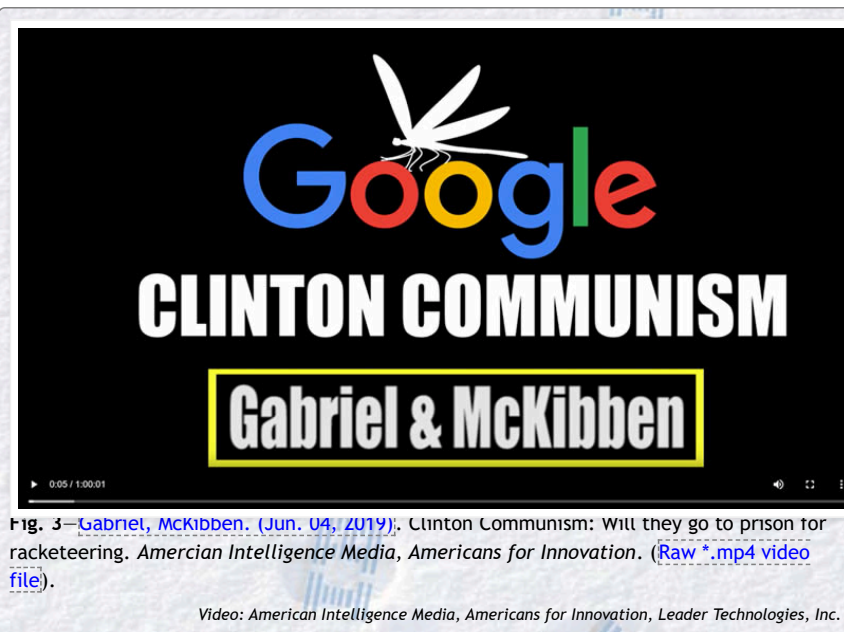 Google
CLINTON COMMUNISM
Gabriel & McKibben
0:05 / 1:00:01
Fig. 3—Gabriel, McKibben. (Jun. 04, 2019). Clinton Communism: Will they go to prison for
racketeering. Amercian Intelligence Media, Americans for Innovation. (Raw *.mp4 video
file).
Video: American Intelligence Media, Americans for Innovation, Leader Technologies, Inc.